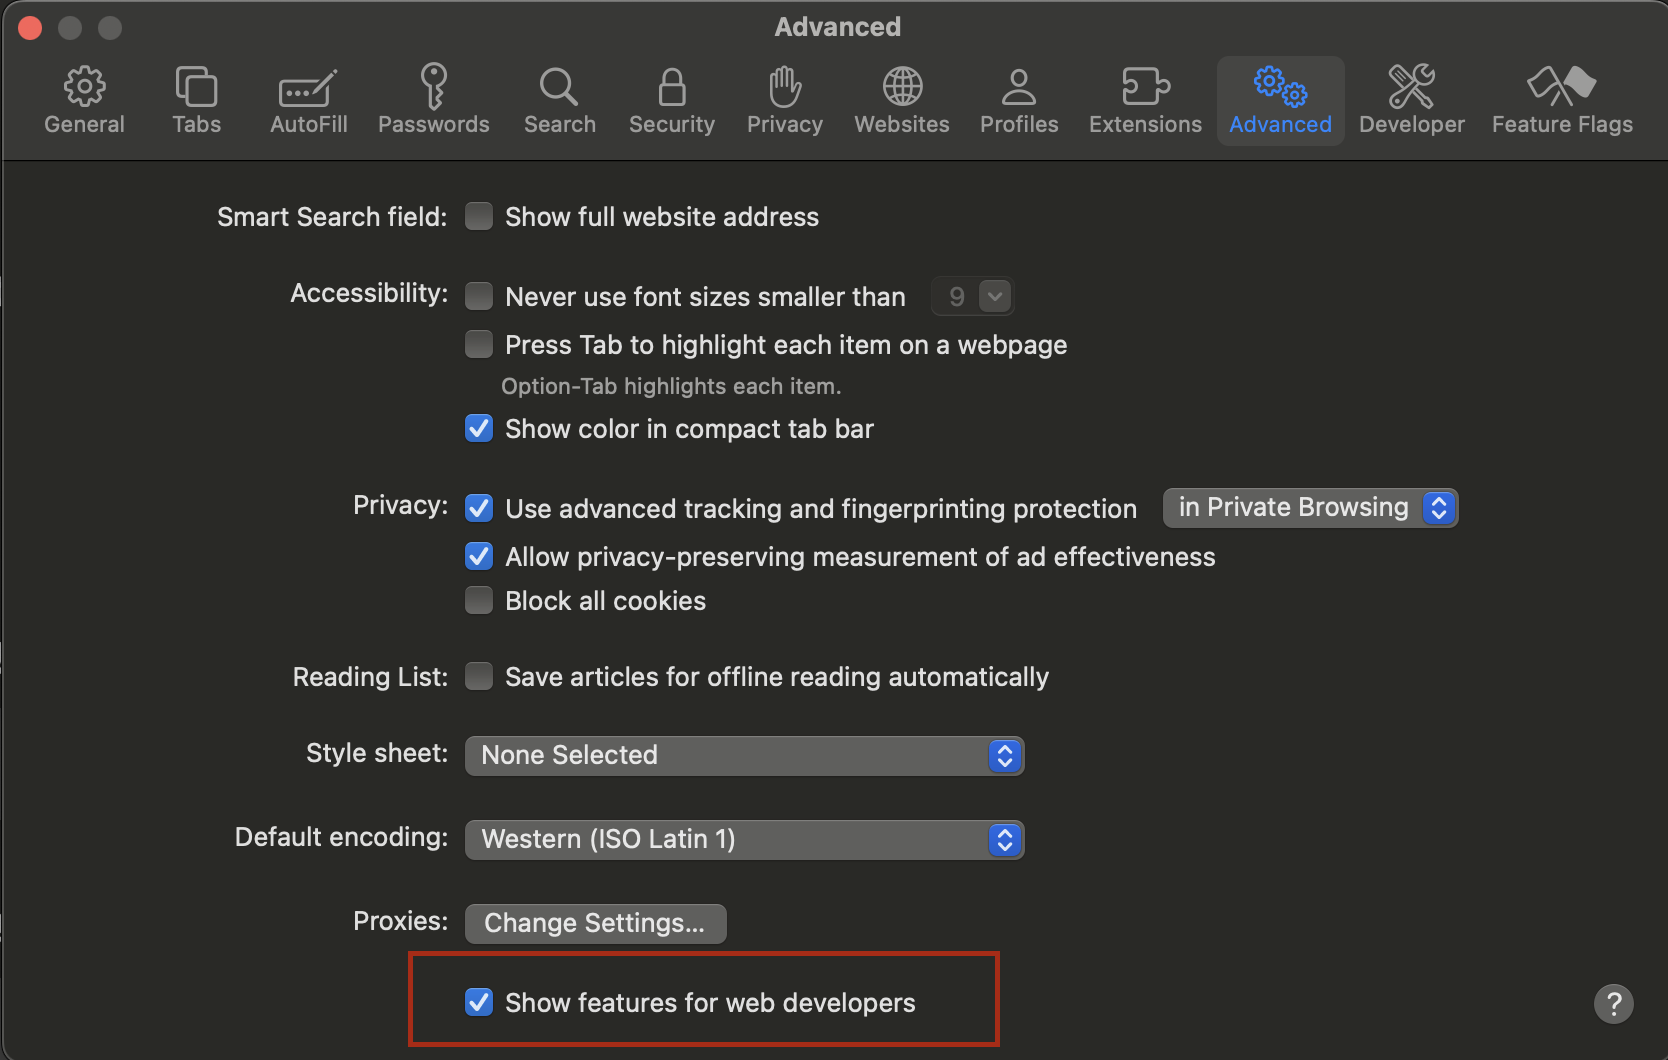 Advanced
General Tabs AutoFill Passwords Search Security Privacy Websites Profiles Extensions Advanced Developer Feature Flags
Smart Search field: Show full website address
Accessibility: Never use font sizes smaller than 9
Press Tab to highlight each item on a webpage
Option-Tab highlights each item.
Show color in compact tab bar
Privacy: Use advanced tracking and fingerprinting protection in Private Browsing
Allow privacy-preserving measurement of ad effectiveness
Block all cookies
Reading List: Save articles for offline reading automatically
Style sheet: None Selected
Default encoding: Western (ISO Latin 1)
Proxies: Change Settings...
Show features for web developers
?